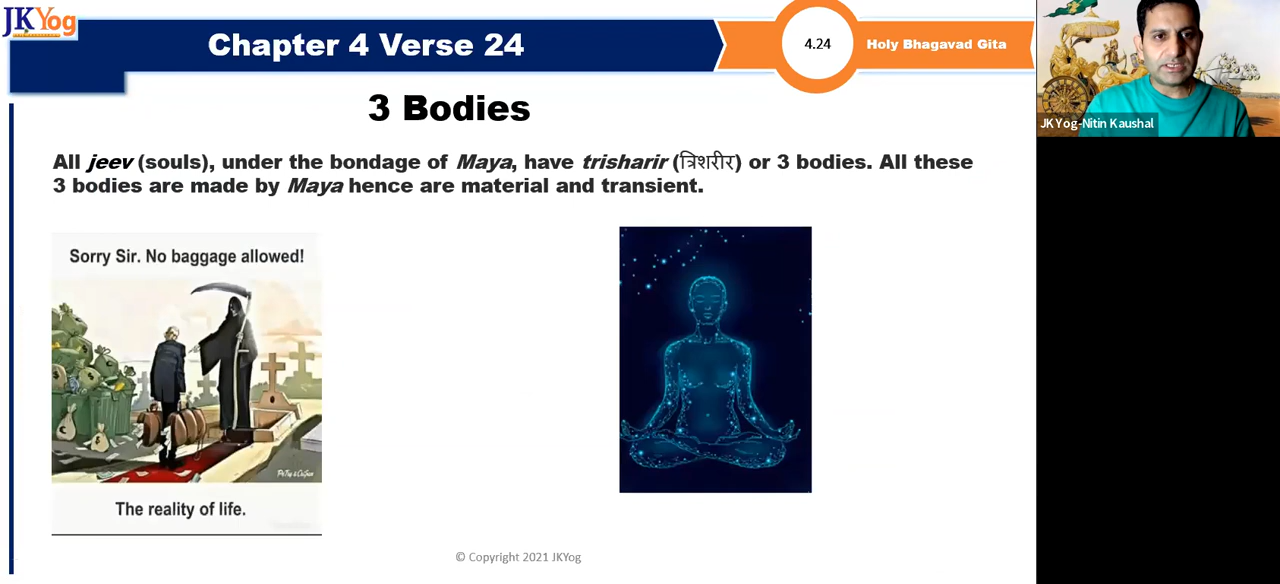 JKYog
Chapter 4 Verse 24
4.24
Holy Bhagavad Gita
JKYog-Nitin Kaushal
3 Bodies
All jeev (souls), under the bondage of Maya, have trisharir (त्रिशरीर) or 3 bodies. All these
3 bodies are made by Maya hence are material and transient.
Sorry Sir. No baggage allowed!
The reality of life.
© Copyright 2021 JKYog